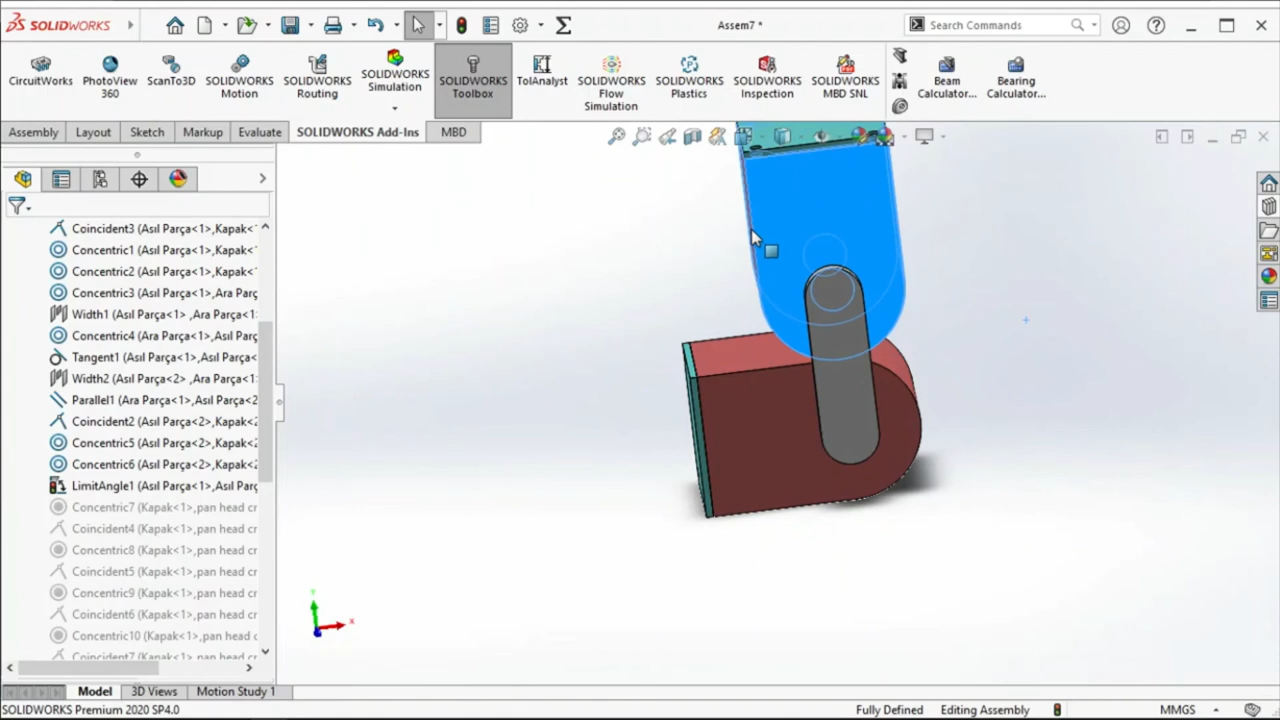 SOLIDWORKS
Assem7 *
Search Commands
CircuitWorks
PhotoView
360
ScanTo3D
SOLIDWORKS
Motion
SOLIDWORKS
Routing
SOLIDWORKS
Simulation
SOLIDWORKS
Toolbox
TolAnalyst
SOLIDWORKS
Flow
Simulation
SOLIDWORKS
Plastics
SOLIDWORKS
Inspection
SOLIDWORKS
MBD SNL
Beam
Calculator...
Bearing
Calculator...
Assembly
Layout
Sketch
Markup
Evaluate
SOLIDWORKS Add-Ins
MBD
Coincident3 (Asıl Parça<1>,Kapak<
Concentric1 (Asıl Parça<1>,Kapak<
Concentric2 (Asıl Parça<1>,Kapak<
Concentric3 (Asıl Parça<1>,Ara Parç
Width1 (Asıl Parça<1> ,Ara Parça<1
Concentric4 (Ara Parça<1>,Asıl Parç
Tangent1 (Asıl Parça<1>,Asıl Parça<
Width2 (Asıl Parça<2> ,Ara Parça<1
Parallel1 (Ara Parça<1>,Asıl Parça<2
Coincident2 (Asıl Parça<2>,Kapak<2
Concentric5 (Asıl Parça<2>,Kapak<2
Concentric6 (Asıl Parça<2>,Kapak<2
LimitAngle1 (Asıl Parça<1>,Asıl Parç
Concentric7 (Kapak<1>,pan head cr
Coincident4 (Kapak<1>,pan head cr
Concentric8 (Kapak<1>,pan head cr
Coincident5 (Kapak<1>,pan head cr
Concentric9 (Kapak<1>,pan head cr
Coincident6 (Kapak<1>,pan head cr
Concentric10 (Kapak<1>,pan head c
Coincident7 (Kapak<1>,pan head cr
Y
X
Model
3D Views
Motion Study 1
SOLIDWORKS Premium 2020 SP4.0
Fully Defined
Editing Assembly
MMGS